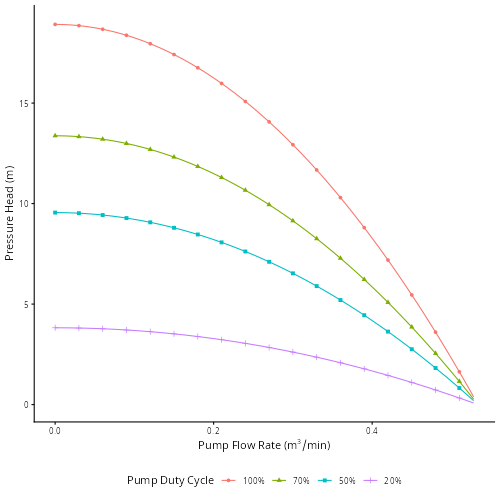 Pressure Head (m)
15
10
5
0
0.0 0.2 0.4
Pump Flow Rate (m³/min)
Pump Duty Cycle 100% 70% 50% 20%